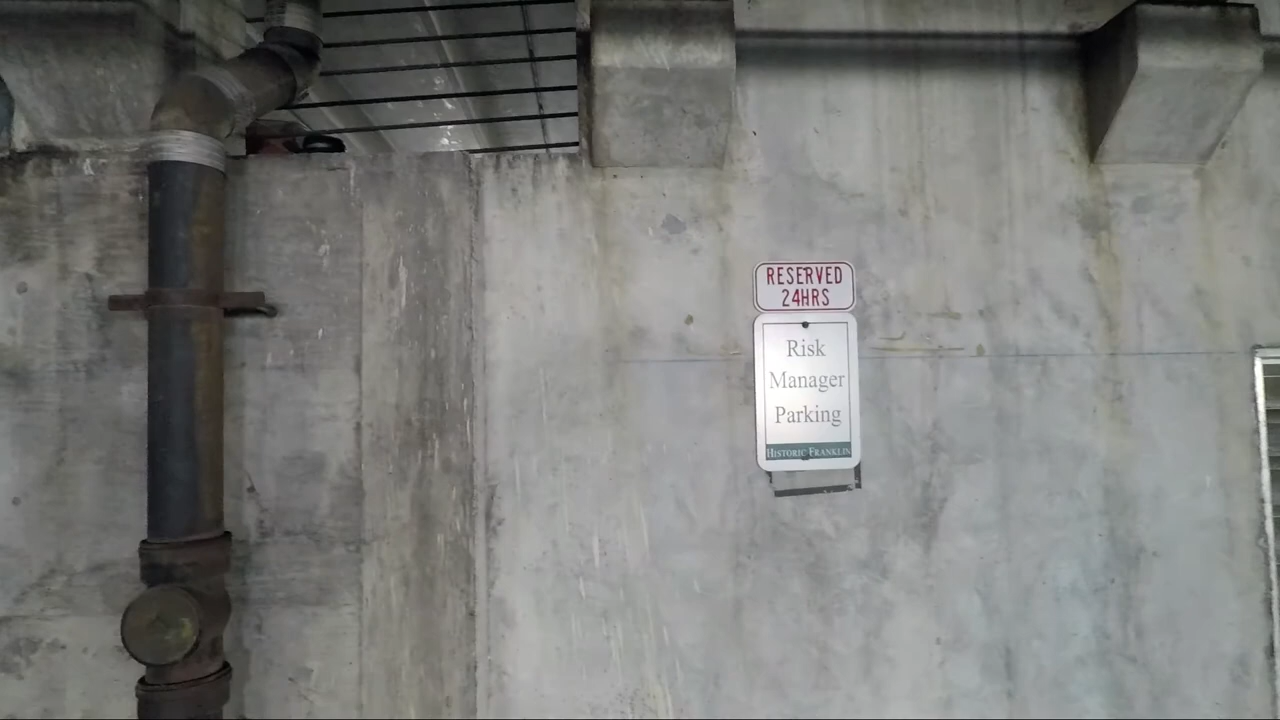 RESERVED
24HRS
Risk
Manager
Parking
HISTORIC FRANKLIN